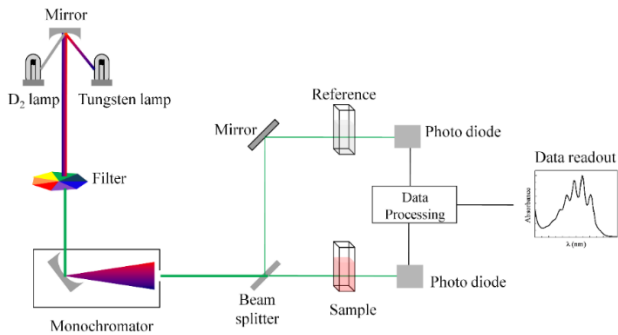 Mirror
D₂ lamp
Tungsten lamp
Filter
Monochromator
Mirror
Beam
splitter
Reference
Sample
Photo diode
Data
Processing
Photo diode
Data readout
Absorbance
λ (nm)